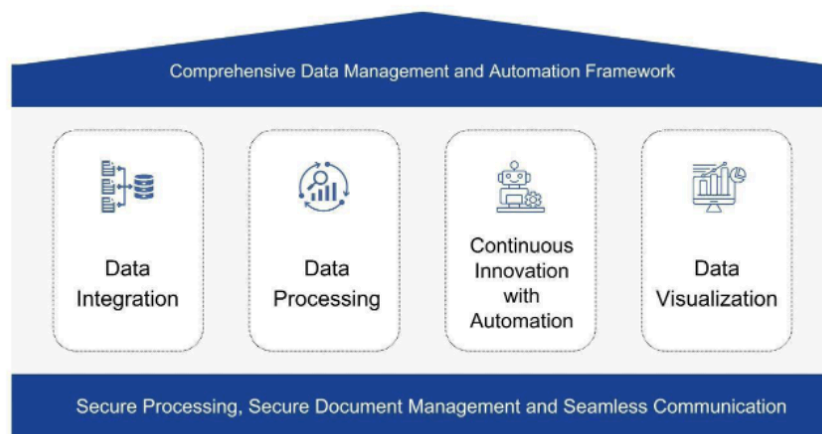 Comprehensive Data Management and Automation Framework
Data
Integration
Data
Processing
Continuous
Innovation
with
Automation
Data
Visualization
Secure Processing, Secure Document Management and Seamless Communication